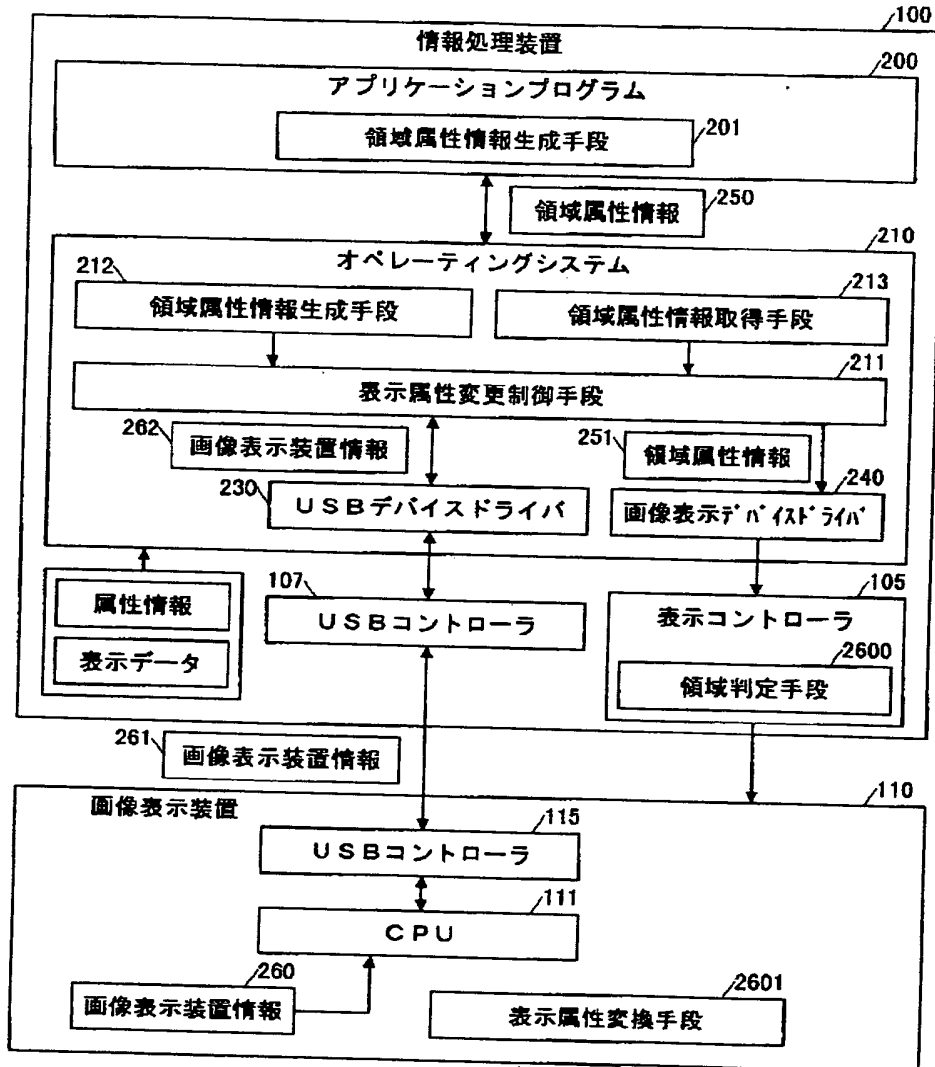 100
情報処理装置
200
アプリケーションプログラム
201
領域属性情報生成手段
領域属性情報
250
210
オペレーティングシステム
212
領域属性情報生成手段
213
領域属性情報取得手段
211
表示属性変更制御手段
262
画像表示装置情報
251
領域属性情報
230
USBデバイスドライバ
240
画像表示ﾃﾞﾊﾞｲｽﾄﾞﾗｲﾊﾞ
属性情報
表示データ
107
USBコントローラ
105
表示コントローラ
2600
領域判定手段
261
画像表示装置情報
110
画像表示装置
115
USBコントローラ
111
CPU
260
画像表示装置情報
2601
表示属性変換手段